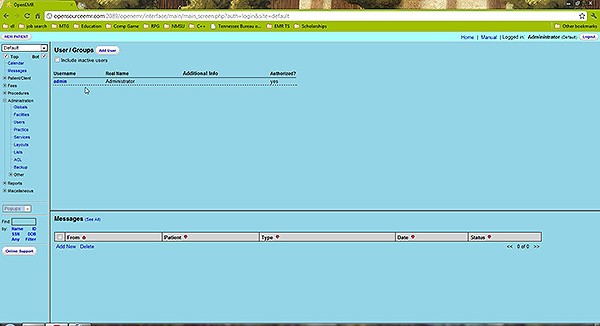 OpenEMR
opensourceemr.com:2089/openemr/interface/main/main_screen.php?auth=login&site=default
dl job search MTG Education Comp Game RPG NMSU C++ Tennessee Bureau o... EMR TS Scholarships Other bookmarks
NEW PATIENT Home | Manual | Logged in: Administrator (Default) Logout
Default
Top Bot
Calendar
Messages
Patient/Client
Fees
Procedures
Administration
Globals
Facilities
Users
Practice
Services
Layouts
Lists
ACL
Backup
Other
Reports
Miscellaneous
Popups
Find:
by: Name ID
SSN DOB
Any Filter
Online Support
User / Groups Add User
Include inactive users
Username Real Name Additional Info Authorized?
admin Administrator yes
Messages (See All)
From Patient Type Date Status
Add New Delete << 0 of 0 >>